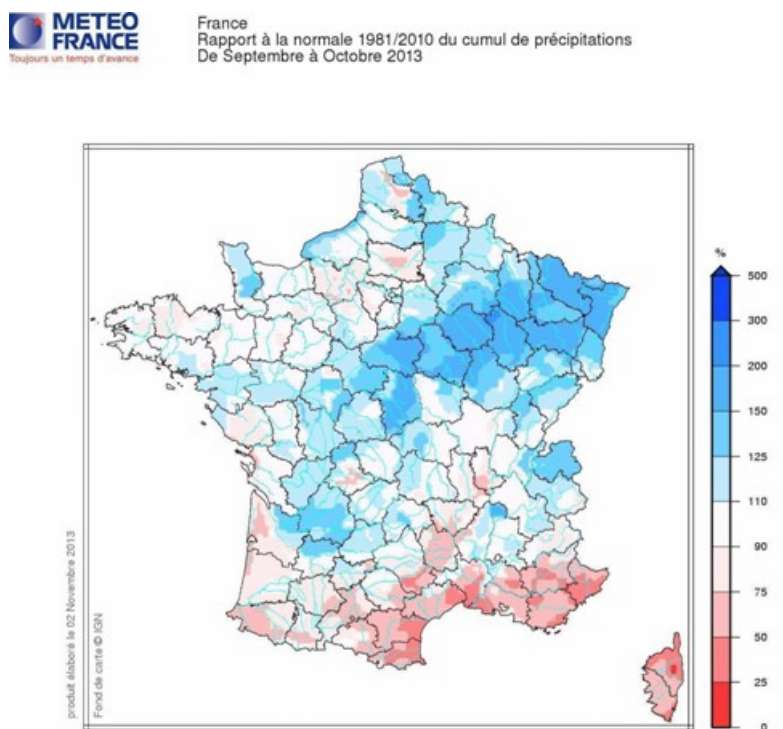 METEO
FRANCE
Toujours un temps d'avance
France
Rapport à la normale 1981/2010 du cumul de précipitations
De Septembre à Octobre 2013
%
500
300
200
150
125
110
90
75
50
25
0
produit élaboré le 02 Novembre 2013
Fond de carte © IGN